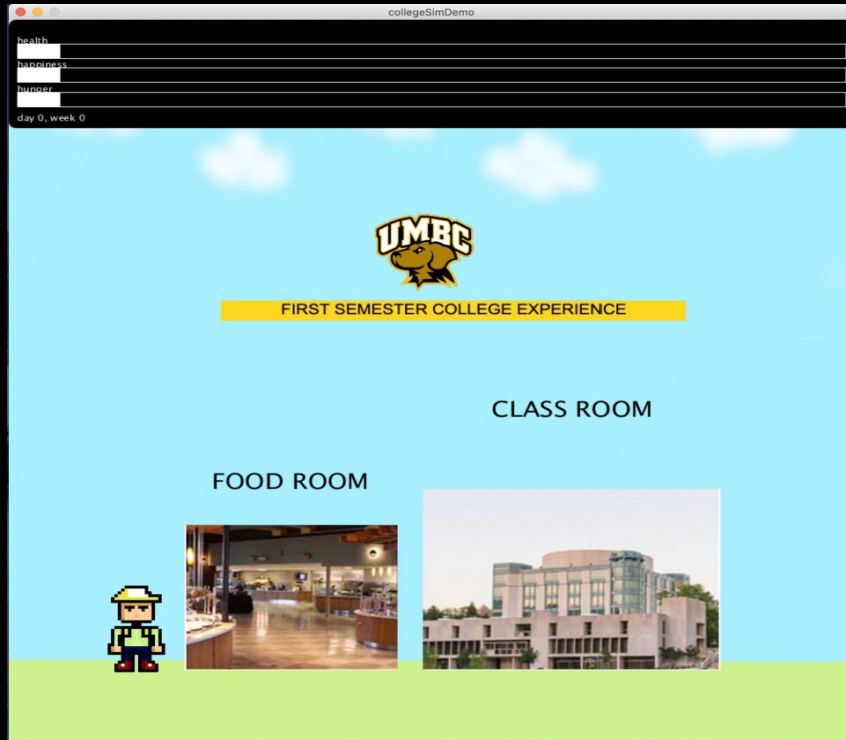 collegeSimDemo
health
happiness
hunger
day 0, week 0
UMBC
FIRST SEMESTER COLLEGE EXPERIENCE
CLASS ROOM
FOOD ROOM